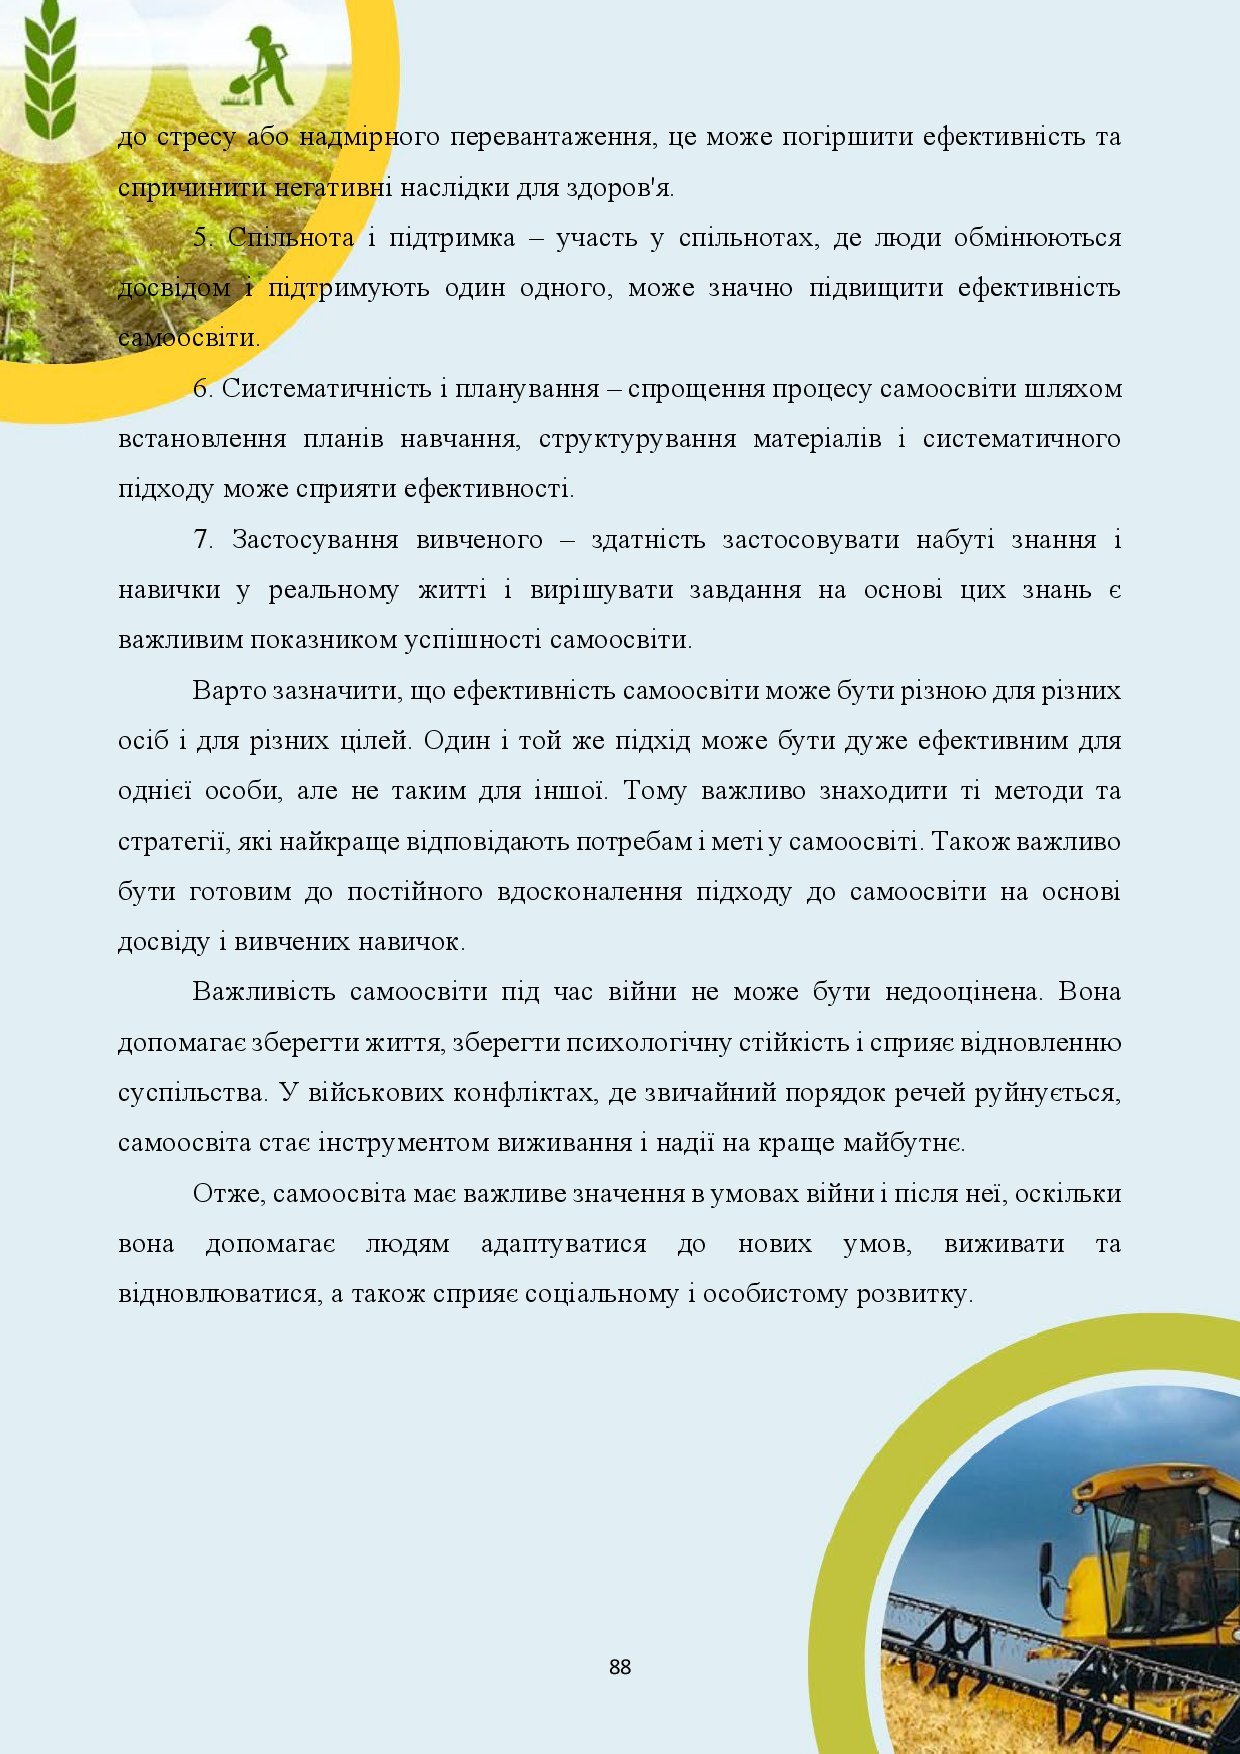 до стресу або надмірного перевантаження, це може погіршити ефективність та
спричинити негативні наслідки для здоров'я.
5. Спільнота і підтримка – участь у спільнотах, де люди обмінюються
досвідом і підтримують один одного, може значно підвищити ефективність
самоосвіти.
6. Систематичність і планування – спрощення процесу самоосвіти шляхом
встановлення планів навчання, структурування матеріалів і систематичного
підходу може сприяти ефективності.
7. Застосування вивченого – здатність застосовувати набуті знання і
навички у реальному житті і вирішувати завдання на основі цих знань є
важливим показником успішності самоосвіти.
Варто зазначити, що ефективність самоосвіти може бути різною для різних
осіб і для різних цілей. Один і той же підхід може бути дуже ефективним для
однієї особи, але не таким для іншої. Тому важливо знаходити ті методи та
стратегії, які найкраще відповідають потребам і меті у самоосвіті. Також важливо
бути готовим до постійного вдосконалення підходу до самоосвіти на основі
досвіду і вивчених навичок.
Важливість самоосвіти під час війни не може бути недооцінена. Вона
допомагає зберегти життя, зберегти психологічну стійкість і сприяє відновленню
суспільства. У військових конфліктах, де звичайний порядок речей руйнується,
самоосвіта стає інструментом виживання і надії на краще майбутнє.
Отже, самоосвіта має важливе значення в умовах війни і після неї, оскільки
вона допомагає людям адаптуватися до нових умов, виживати та
відновлюватися, а також сприяє соціальному і особистому розвитку.
88